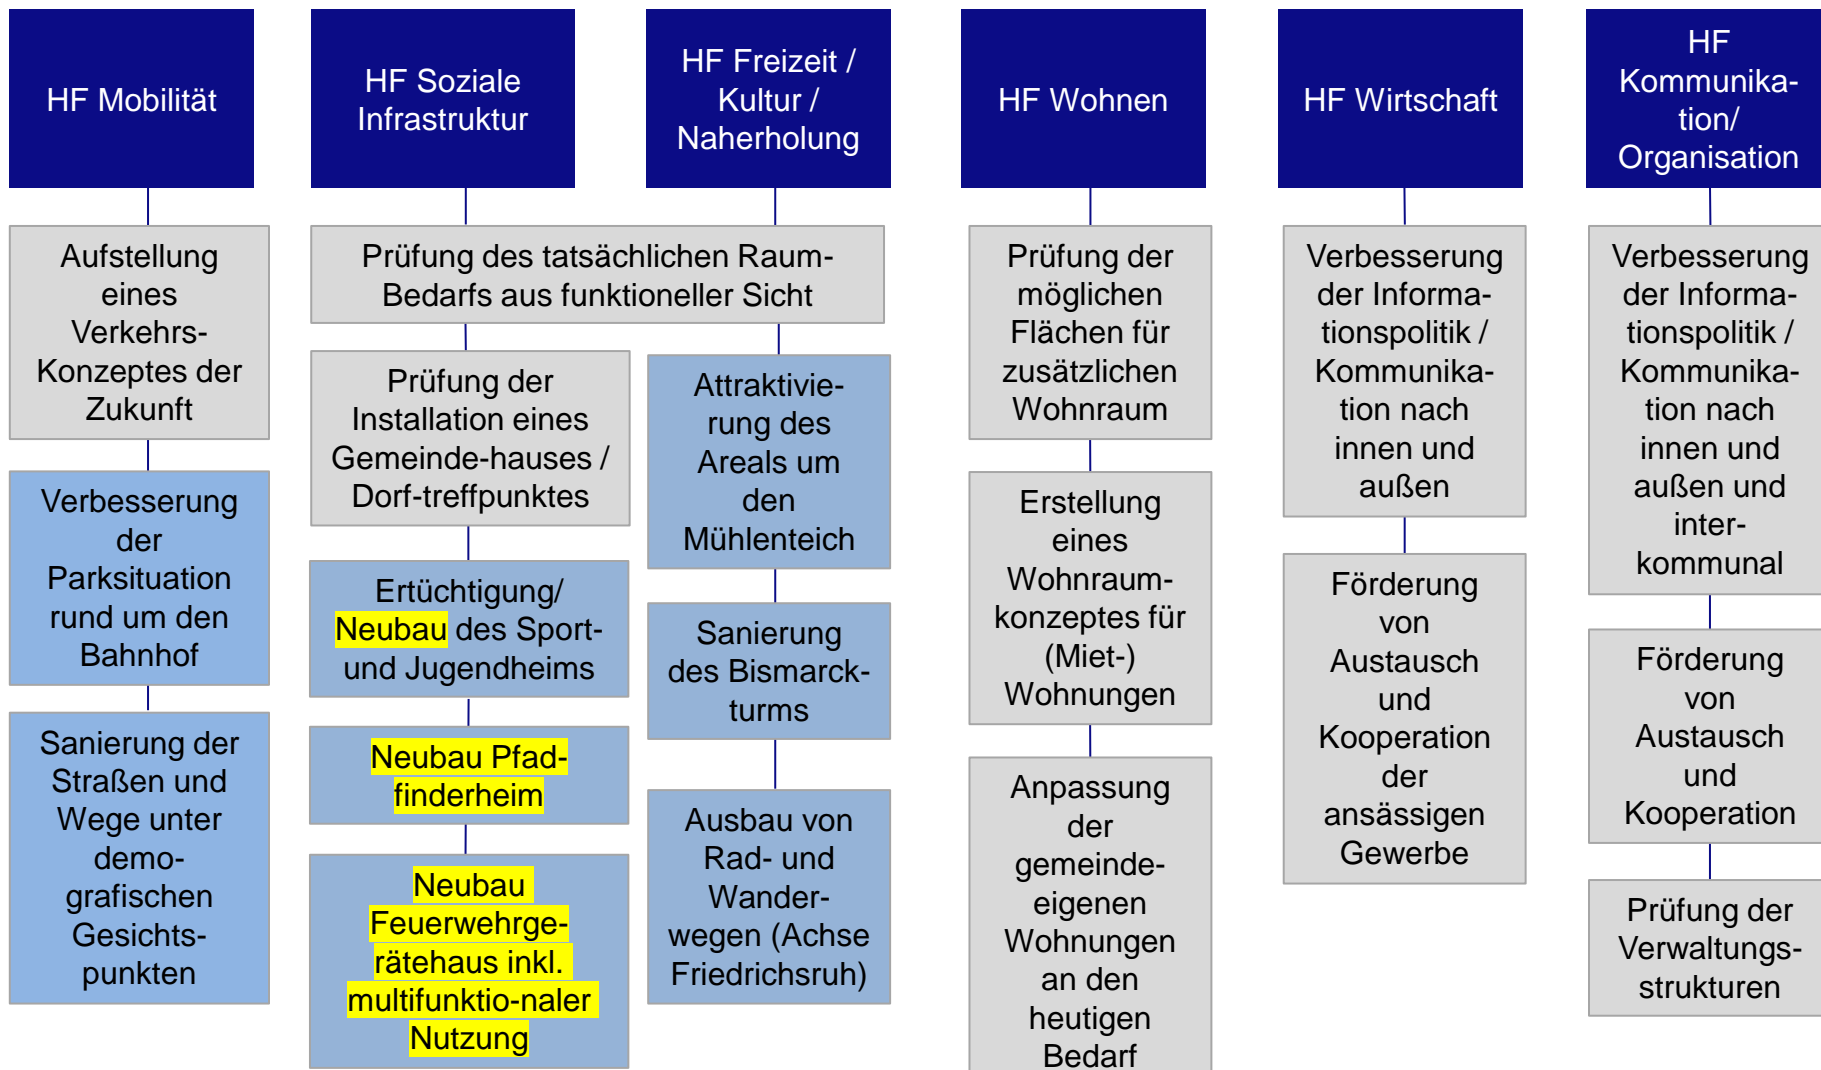 HF Mobilität
HF Soziale
Infrastruktur
HF Freizeit /
Kultur /
Naherholung
HF Wohnen
HF Wirtschaft
HF
Kommunika-
tion/
Organisation
Aufstellung
eines
Verkehrs-
Konzeptes der
Zukunft
Verbesserung
der
Parksituation
rund um den
Bahnhof
Sanierung der
Straßen und
Wege unter
demo-
grafischen
Gesichts-
punkten
Prüfung des tatsächlichen Raum-
Bedarfs aus funktioneller Sicht
Prüfung der
Installation eines
Gemeinde-hauses /
Dorf-treffpunktes
Ertüchtigung/
Neubau des Sport-
und Jugendheims
Neubau Pfad-
finderheim
Neubau
Feuerwehrge-
rätehaus inkl.
multifunktio-naler
Nutzung
Attraktivie-
rung des
Areals um
den
Mühlenteich
Sanierung
des Bismarck-
turms
Ausbau von
Rad- und
Wander-
wegen (Achse
Friedrichsruh)
Prüfung der
möglichen
Flächen für
zusätzlichen
Wohnraum
Erstellung
eines
Wohnraum-
konzeptes für
(Miet-)
Wohnungen
Anpassung
der
gemeinde-
eigenen
Wohnungen
an den
heutigen
Bedarf
Verbesserung
der Informa-
tionspolitik /
Kommunika-
tion nach
innen und
außen
Förderung
von
Austausch
und
Kooperation
der
ansässigen
Gewerbe
Verbesserung
der Informa-
tionspolitik /
Kommunika-
tion nach
innen und
außen und
inter-
kommunal
Förderung
von
Austausch
und
Kooperation
Prüfung der
Verwaltungs-
strukturen